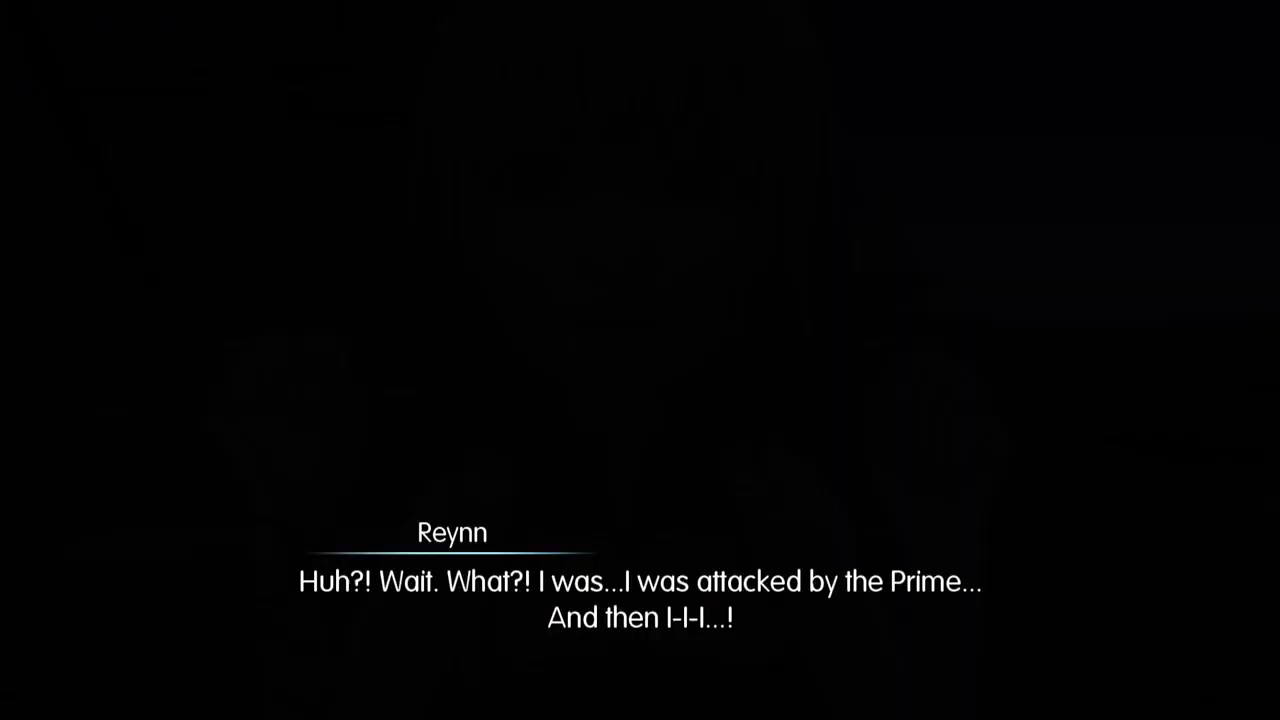 Reynn
Huh?! Wait. What?! I was...I was attacked by the Prime...
And then I-I-I...!